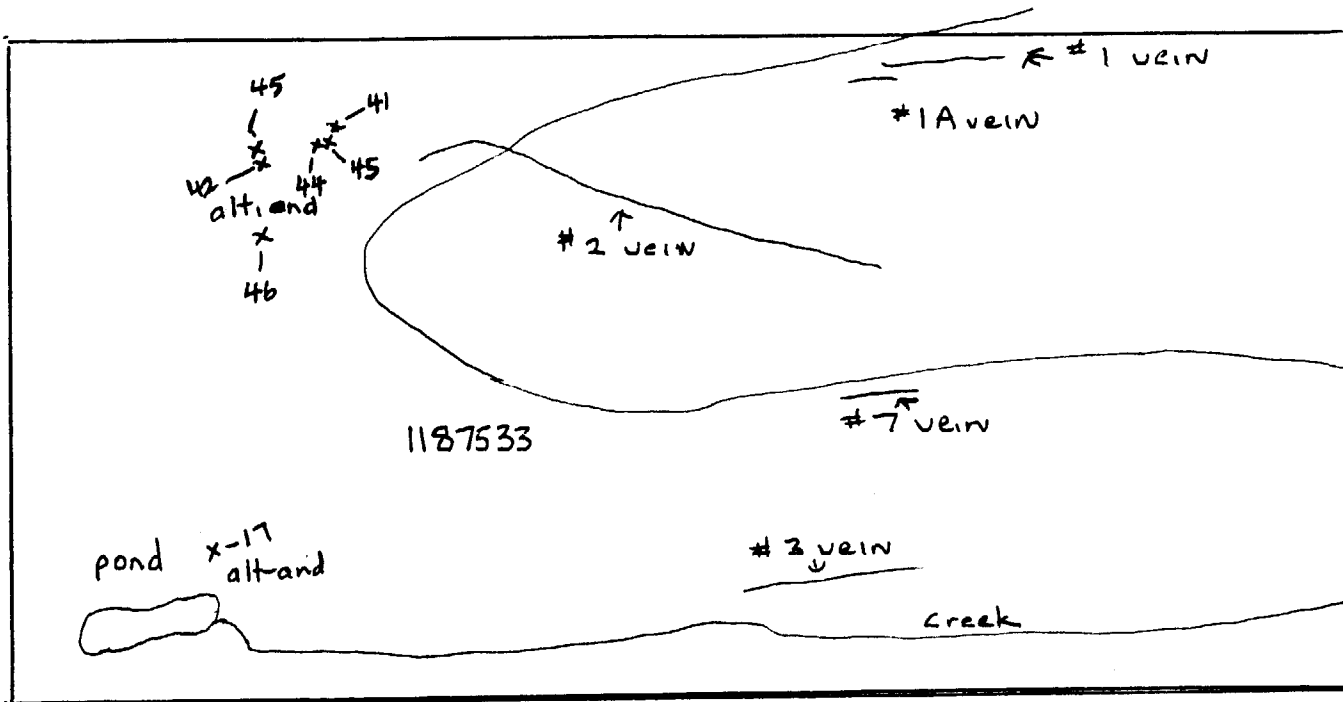 # 1 vein
45
41
# 1A vein
42
44
45
alt. and
# 2 vein
46
# 7 vein
1187533
pond
x-17
alt-and
# 3 vein
creek